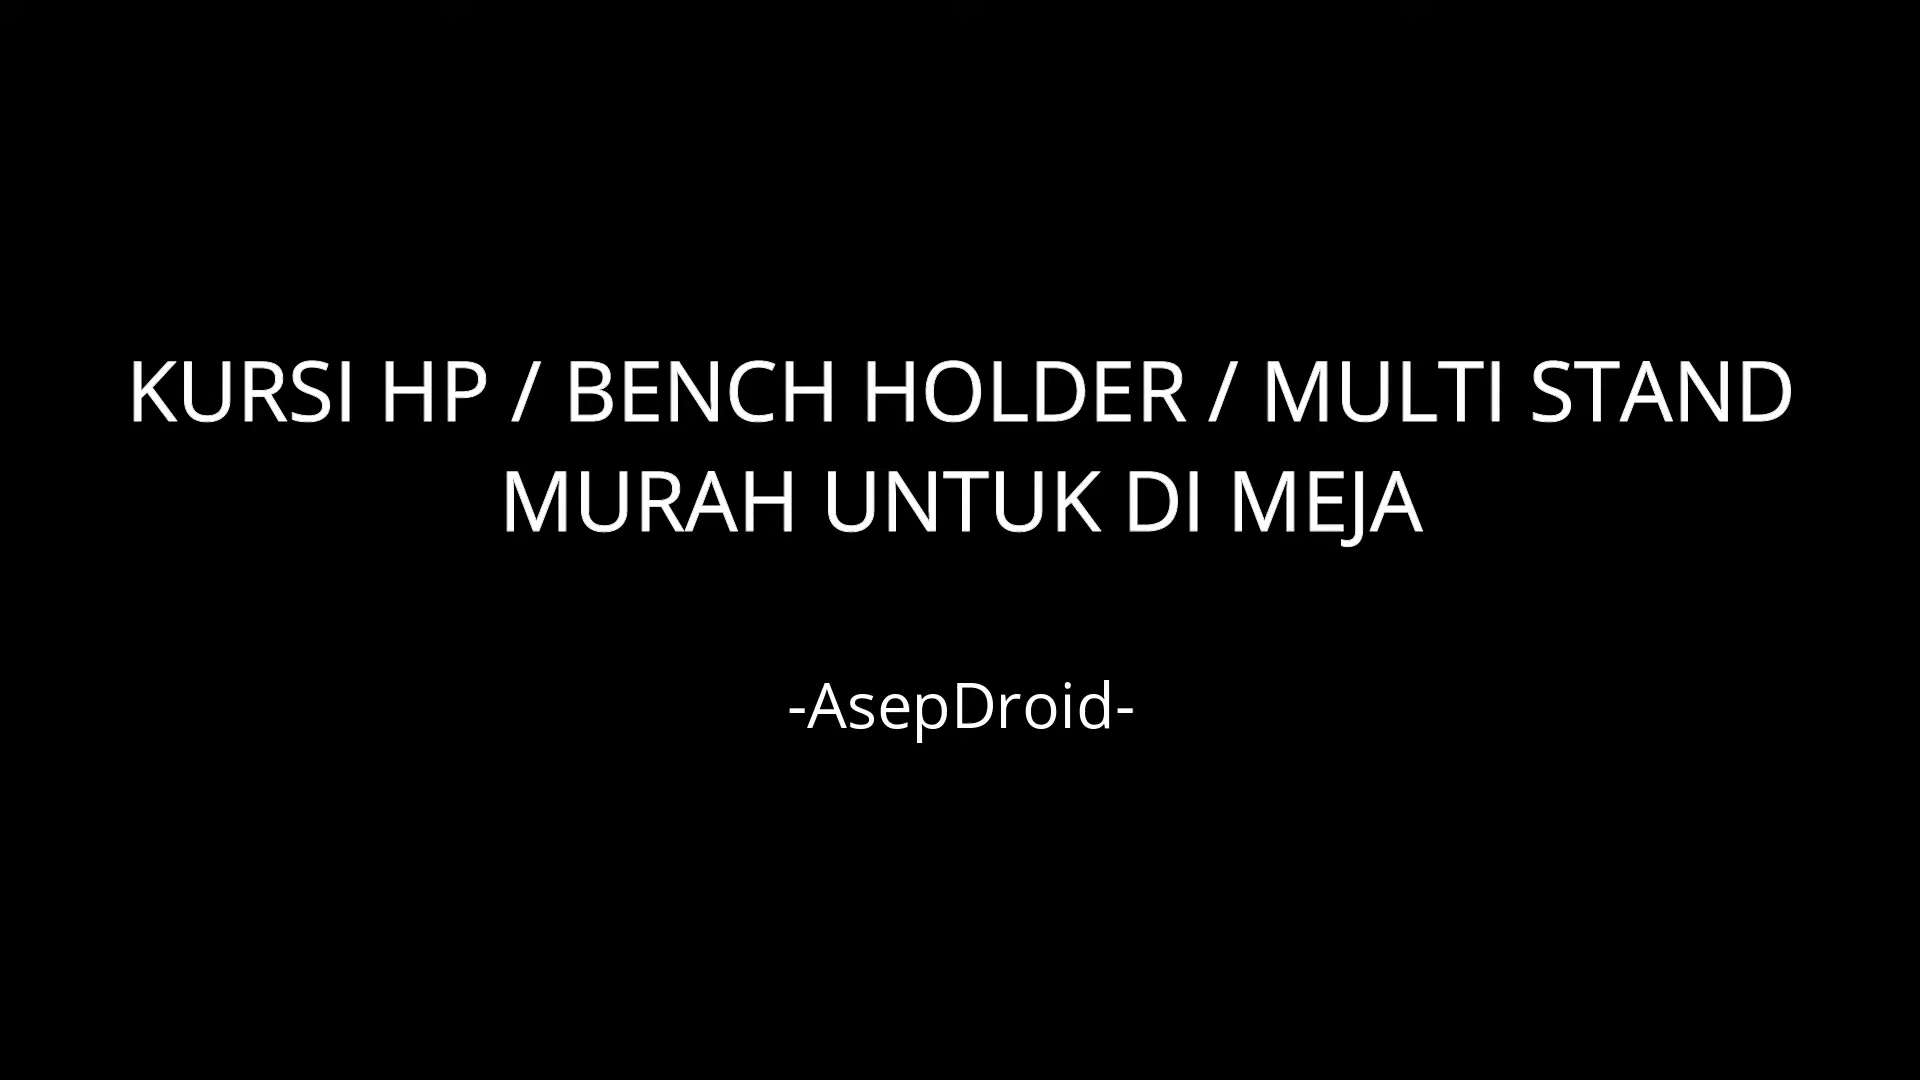 KURSI HP / BENCH HOLDER / MULTI STAND
MURAH UNTUK DI MEJA
-AsepDroid-